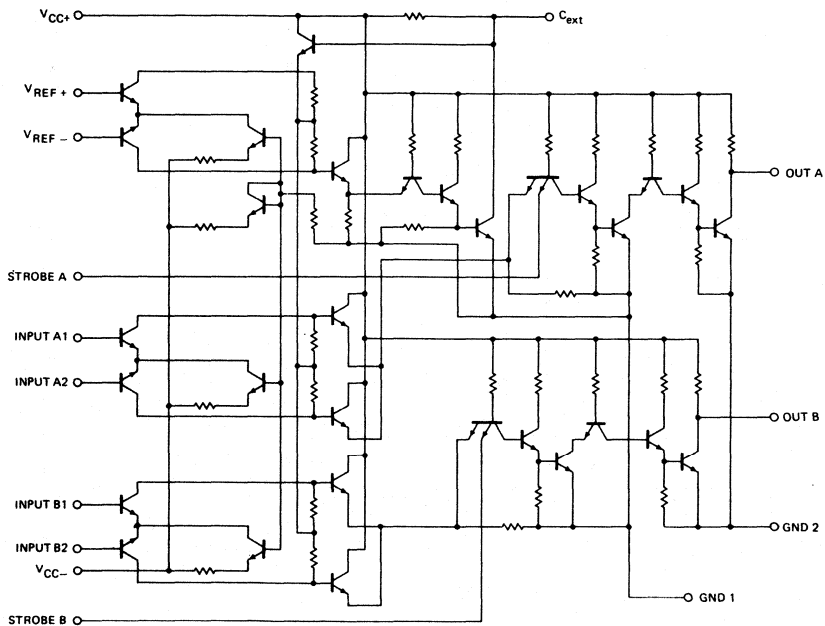 VCC+
Cext
VREF +
VREF −
OUT A
STROBE A
INPUT A1
INPUT A2
OUT B
INPUT B1
INPUT B2
GND 2
VCC−
GND 1
STROBE B